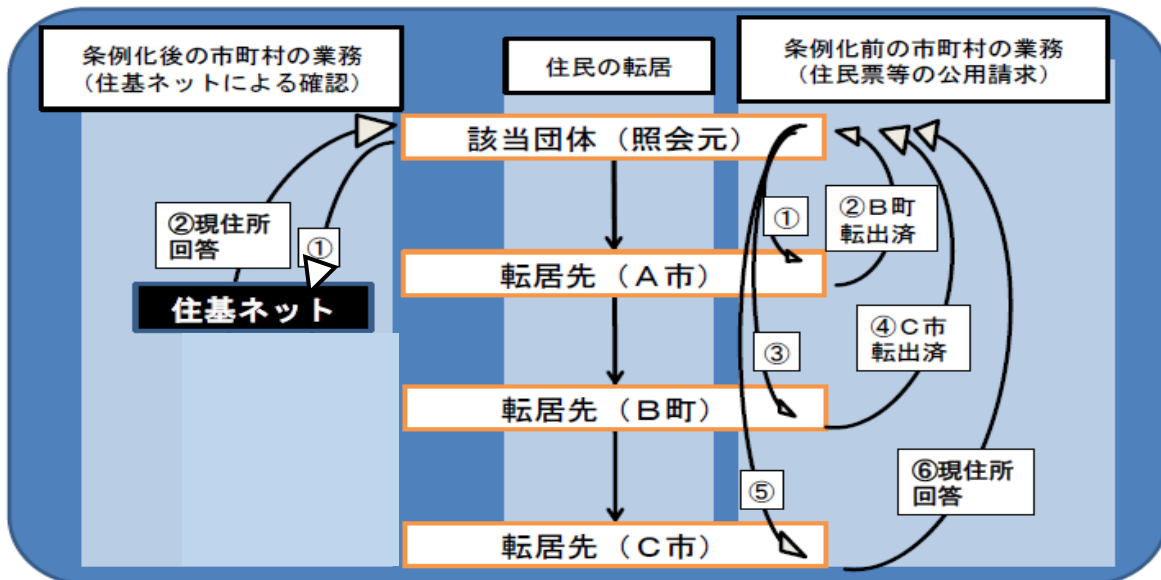 条例化後の市町村の業務
(住基ネットによる確認)
住民の転居
条例化前の市町村の業務
(住民票等の公用請求)
該当団体(照会元)
②現住所
回答
①
住基ネット
①
②B町
転出済
転居先(A市)
③
④C市
転出済
転居先(B町)
⑤
⑥現住所
回答
転居先(C市)